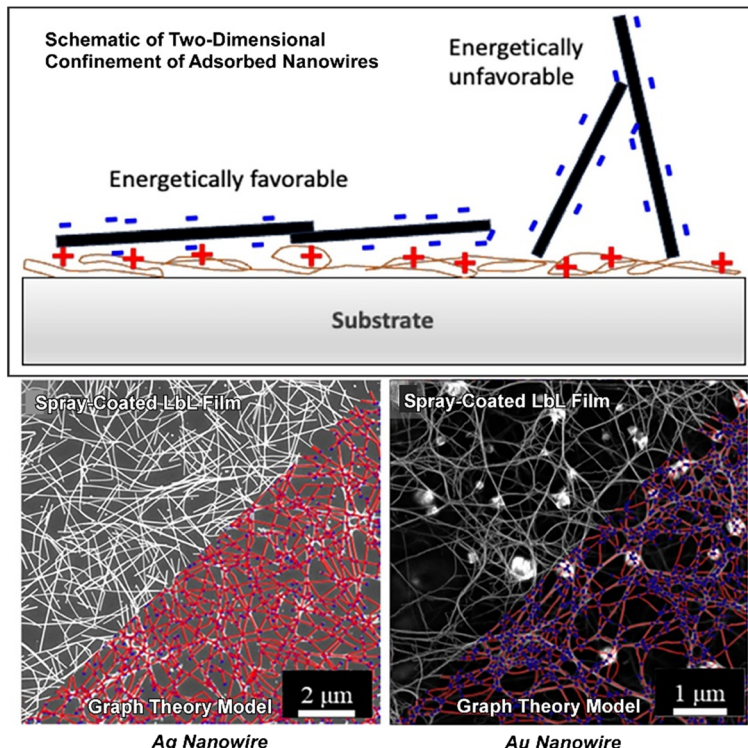 Schematic of Two-Dimensional
Confinement of Adsorbed Nanowires
Energetically
unfavorable
Energetically favorable
Substrate
Spray-Coated LbL Film
Graph Theory Model
2 μm
Spray-Coated LbL Film
Graph Theory Model
1 μm
Ag Nanowire
Au Nanowire